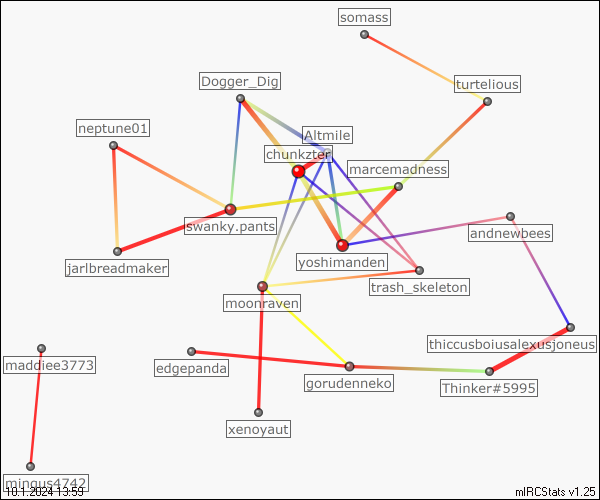 somass
Dogger_Dig
turtelious
neptune01
Altmile
chunkzter
marcemadness
swanky.pants
andnewbees
jarlbreadmaker
yoshimanden
trash_skeleton
moonraven
thiccusboiusalexusjoneus
maddiee3773
edgepanda
gorudenneko
Thinker#5995
xenoyaut
mingus4742
10.1.2024 13:59
mIRCStats v1.25